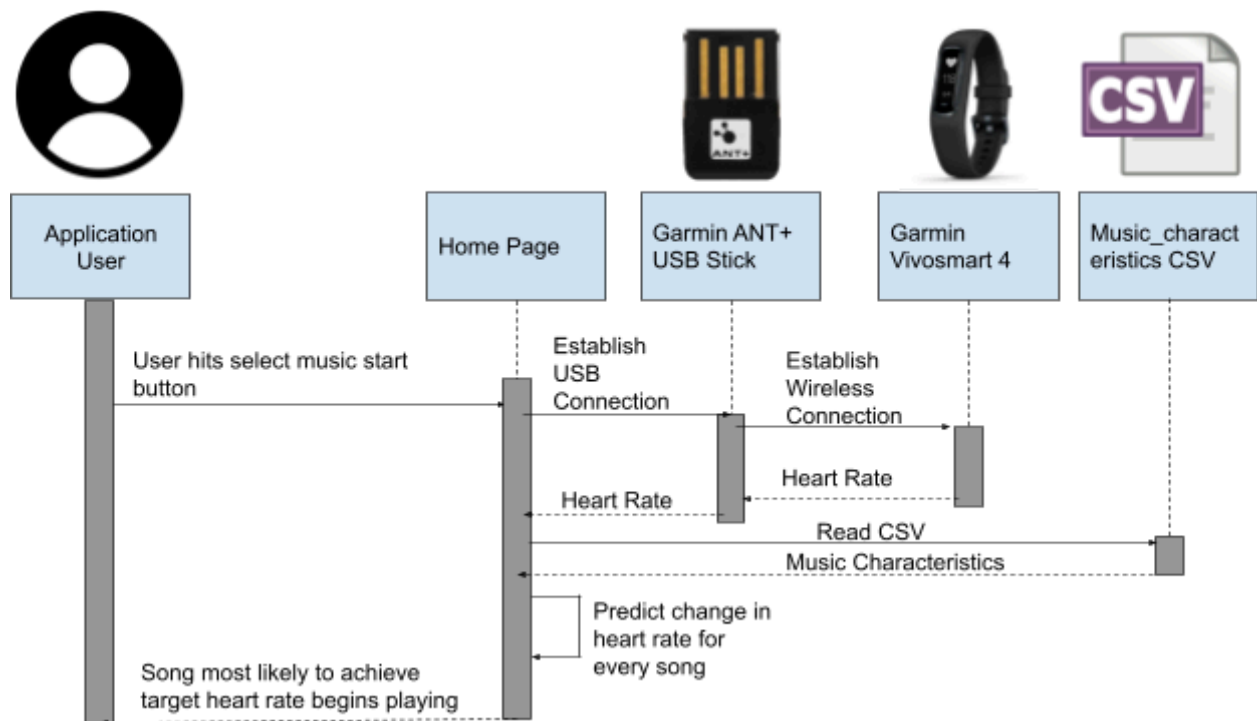 ANT+
CSV
Application
User
Home Page
Garmin ANT+
USB Stick
Garmin
Vivosmart 4
Music_charact
eristics CSV
User hits select music start
button
Establish
USB
Connection
Establish
Wireless
Connection
Heart Rate
Heart Rate
Read CSV
Music Characteristics
Predict change in
heart rate for
every song
Song most likely to achieve
target heart rate begins playing